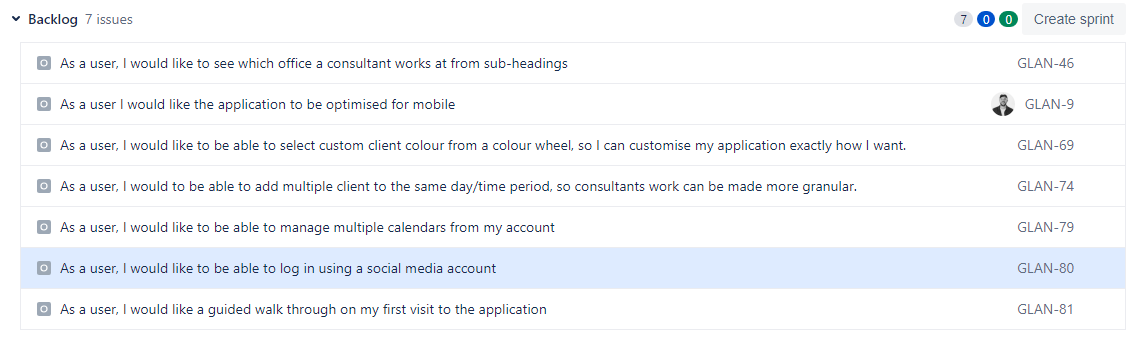 Backlog 7 issues 7 0 0 Create sprint
As a user, I would like to see which office a consultant works at from sub-headings GLAN-46
As a user I would like the application to be optimised for mobile GLAN-9
As a user, I would like to be able to select custom client colour from a colour wheel, so I can customise my application exactly how I want. GLAN-69
As a user, I would to be able to add multiple client to the same day/time period, so consultants work can be made more granular. GLAN-74
As a user, I would like to be able to manage multiple calendars from my account GLAN-79
As a user, I would like to be able to log in using a social media account GLAN-80
As a user, I would like a guided walk through on my first visit to the application GLAN-81